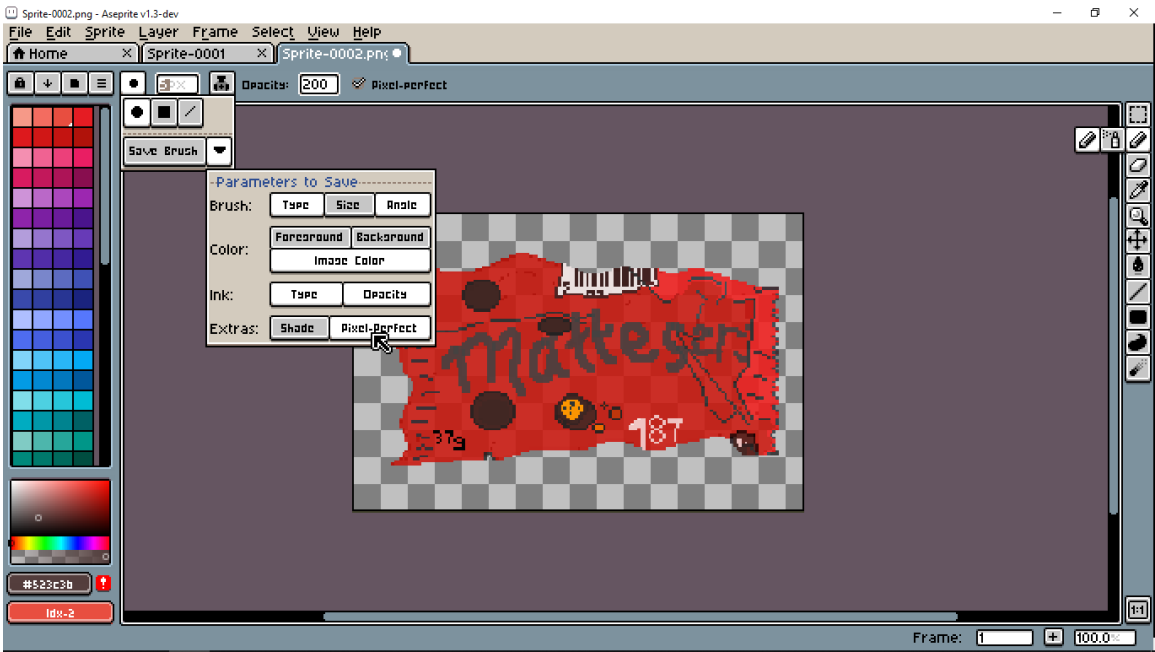 Sprite-0002.png - Aseprite v1.3-dev
File Edit Sprite Layer Frame Select View Help
Home Sprite-0001 Sprite-0002.png
Opacity: 200 Pixel-perfect
Save Brush
Parameters to Save
Brush: Type Size Angle
Color: Foreground Background
Image Color
Ink: Type Opacity
Extras: Shade Pixel-Perfect
37g
187
#523c3b
Idx-2
1:1
Frame: 1 + 100.0